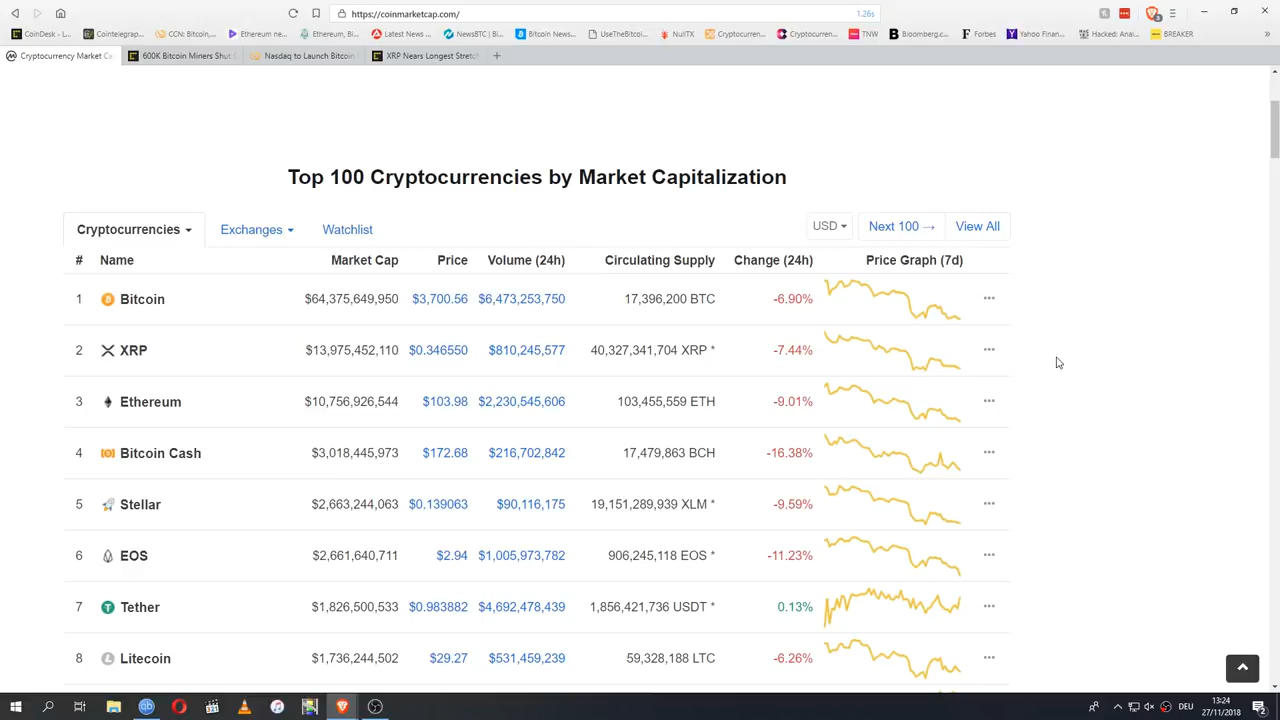 https://coinmarketcap.com/
1.26s
CoinDesk - L...
Cointelegrap...
CCN: Bitcoin,...
Ethereum ne...
Ethereum, Bi...
Latest News ...
NewsBTC | Bi...
Bitcoin News...
UseTheBitcoi...
NullTX
Cryptocurren...
Cryptocurren...
TNW
Bloomberg.c...
Forbes
Yahoo Finan...
Hacked: Anal...
BREAKER
Cryptocurrency Market Ca
600K Bitcoin Miners Shut
Nasdaq to Launch Bitcoin
XRP Nears Longest Stretch
Top 100 Cryptocurrencies by Market Capitalization
Cryptocurrencies
Exchanges
Watchlist
USD
Next 100 →
View All
# Name Market Cap Price Volume (24h) Circulating Supply Change (24h) Price Graph (7d)
1 Bitcoin $64,375,649,950 $3,700.56 $6,473,253,750 17,396,200 BTC -6.90%
2 XRP $13,975,452,110 $0.346550 $810,245,577 40,327,341,704 XRP * -7.44%
3 Ethereum $10,756,926,544 $103.98 $2,230,545,606 103,455,559 ETH -9.01%
4 Bitcoin Cash $3,018,445,973 $172.68 $216,702,842 17,479,863 BCH -16.38%
5 Stellar $2,663,244,063 $0.139063 $90,116,175 19,151,289,939 XLM * -9.59%
6 EOS $2,661,640,711 $2.94 $1,005,973,782 906,245,118 EOS * -11.23%
7 Tether $1,826,500,533 $0.983882 $4,692,478,439 1,856,421,736 USDT * 0.13%
8 Litecoin $1,736,244,502 $29.27 $531,459,239 59,328,188 LTC -6.26%
DEU
13:24
27/11/2018